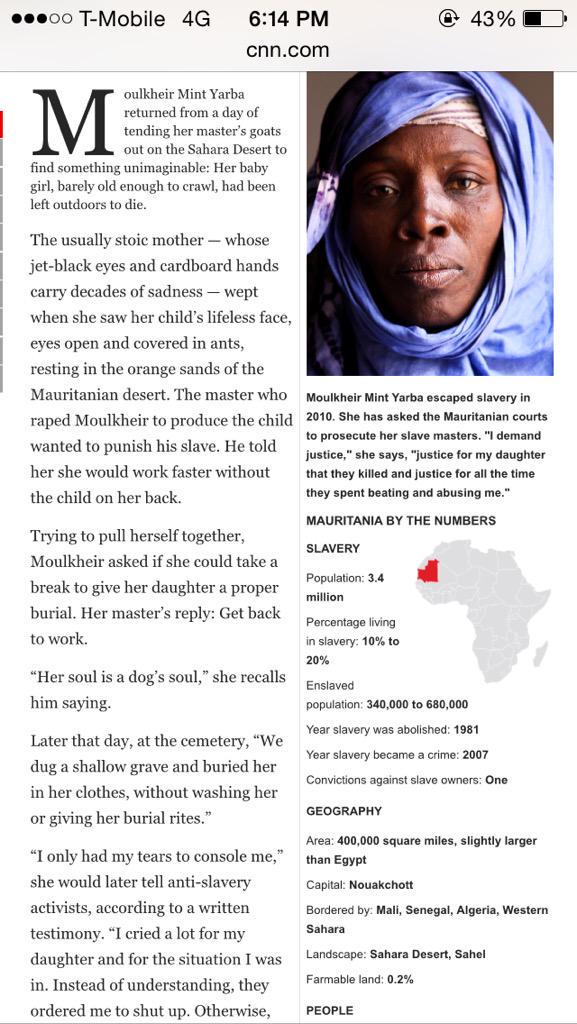 T-Mobile 4G 6:14 PM 43%
cnn.com
Moulkheir Mint Yarba
returned from a day of
tending her master’s goats
out on the Sahara Desert to
find something unimaginable: Her baby
girl, barely old enough to crawl, had been
left outdoors to die.
The usually stoic mother — whose
jet-black eyes and cardboard hands
carry decades of sadness — wept
when she saw her child’s lifeless face,
eyes open and covered in ants,
resting in the orange sands of the
Mauritanian desert. The master who
raped Moulkheir to produce the child
wanted to punish his slave. He told
her she would work faster without
the child on her back.
Trying to pull herself together,
Moulkheir asked if she could take a
break to give her daughter a proper
burial. Her master’s reply: Get back
to work.
“Her soul is a dog’s soul,” she recalls
him saying.
Later that day, at the cemetery, “We
dug a shallow grave and buried her
in her clothes, without washing her
or giving her burial rites.”
“I only had my tears to console me,”
she would later tell anti-slavery
activists, according to a written
testimony. “I cried a lot for my
daughter and for the situation I was
in. Instead of understanding, they
ordered me to shut up. Otherwise,
Moulkheir Mint Yarba escaped slavery in
2010. She has asked the Mauritanian courts
to prosecute her slave masters. "I demand
justice," she says, "justice for my daughter
that they killed and justice for all the time
they spent beating and abusing me."
MAURITANIA BY THE NUMBERS
SLAVERY
Population: 3.4
million
Percentage living
in slavery: 10% to
20%
Enslaved
population: 340,000 to 680,000
Year slavery was abolished: 1981
Year slavery became a crime: 2007
Convictions against slave owners: One
GEOGRAPHY
Area: 400,000 square miles, slightly larger
than Egypt
Capital: Nouakchott
Bordered by: Mali, Senegal, Algeria, Western
Sahara
Landscape: Sahara Desert, Sahel
Farmable land: 0.2%
PEOPLE